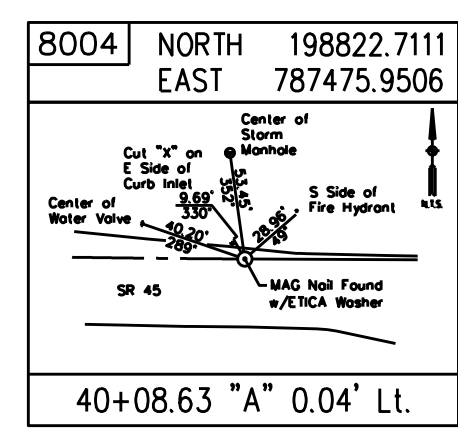 8004 NORTH 198822.7111
EAST 787475.9506
Center of
Storm
Manhole
Cut "X" on
E Side of
Curb Inlet
9.69'
330°
53.45'
352°
S Side of
Fire Hydrant
28.96'
49°
N.T.S.
Center of
Water Valve
40.20'
289°
MAG Nail Found
w/ETICA Washer
SR 45
40+08.63 "A" 0.04' Lt.